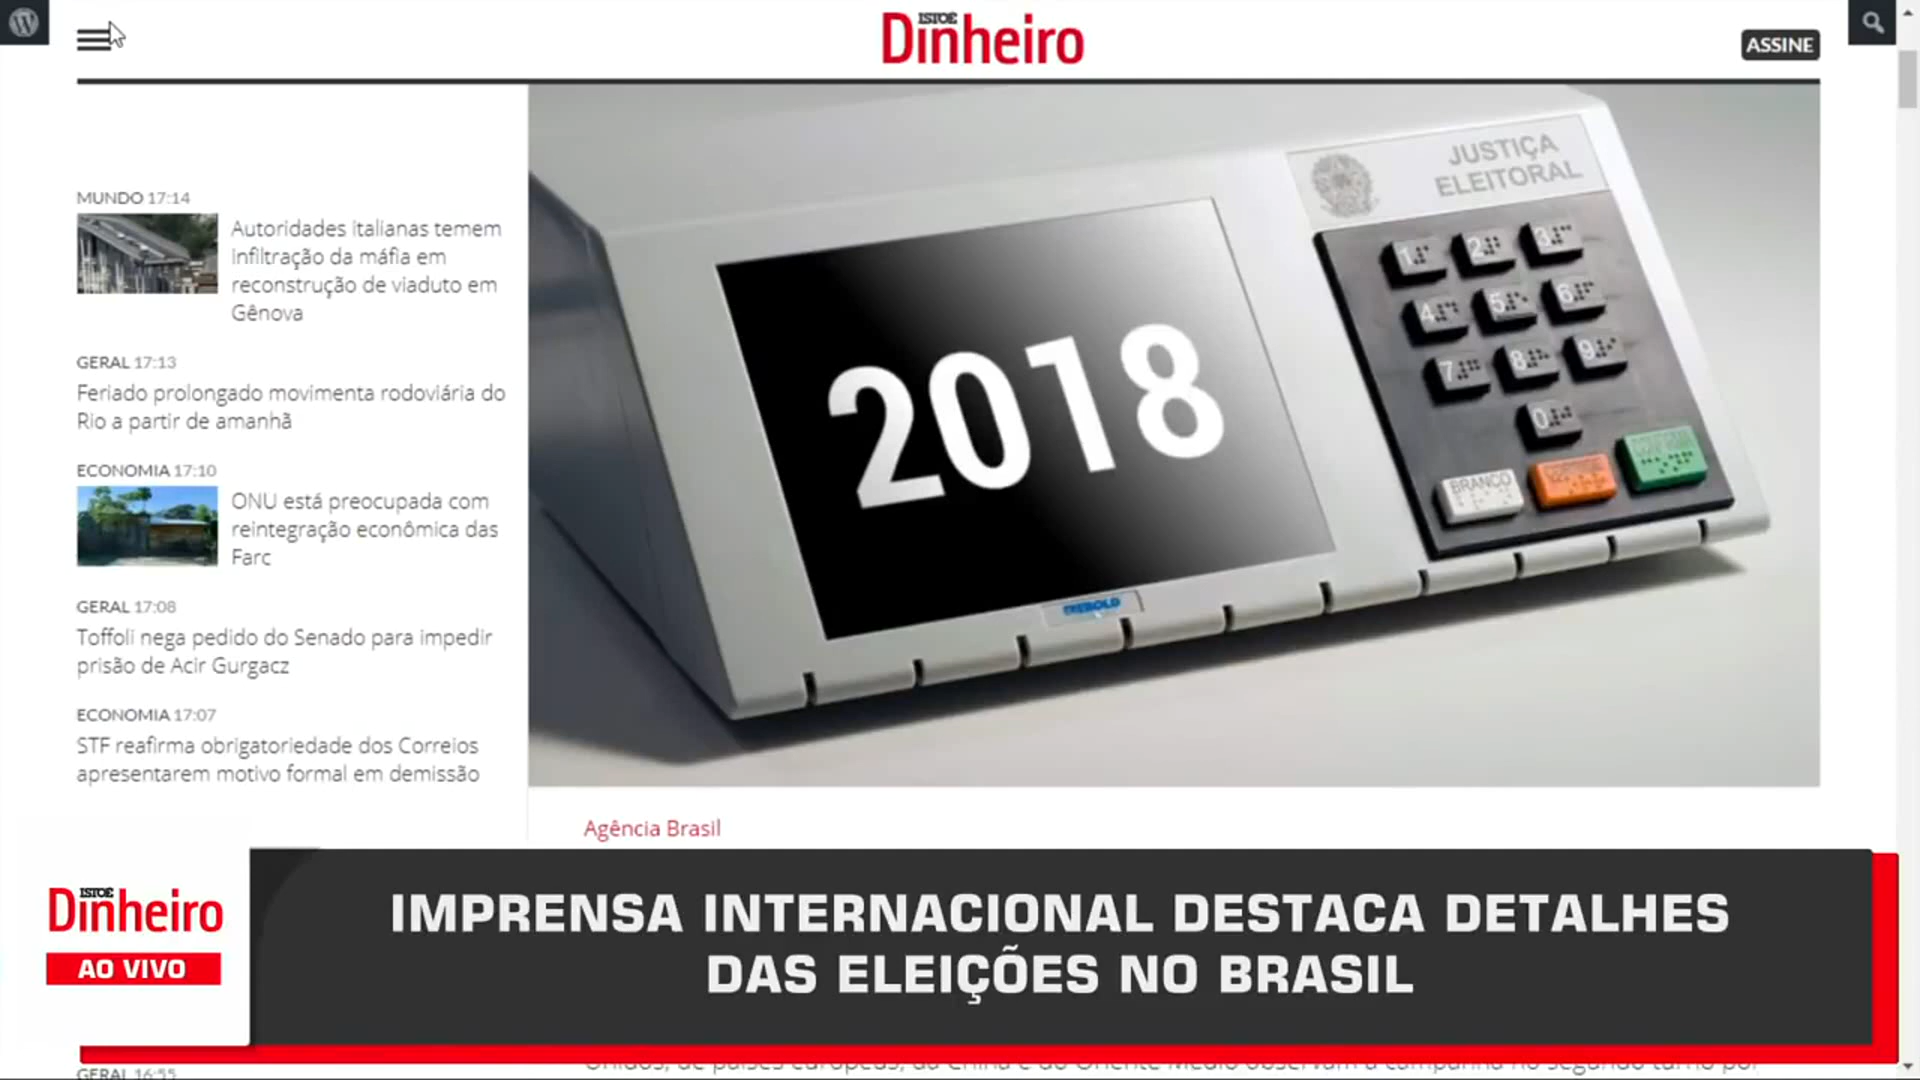 ISTOÉ
Dinheiro
ASSINE
MUNDO 17:14
Autoridades italianas temem
infiltração da máfia em
reconstrução de viaduto em
Gênova
GERAL 17:13
Feriado prolongado movimenta rodoviária do
Rio a partir de amanhã
ECONOMIA 17:10
ONU está preocupada com
reintegração econômica das
Farc
GERAL 17:08
Toffoli nega pedido do Senado para impedir
prisão de Acir Gurgacz
ECONOMIA 17:07
STF reafirma obrigatoriedade dos Correios
apresentarem motivo formal em demissão
JUSTIÇA
ELEITORAL
1 2 3
4 5 6
7 8 9
0
BRANCO
2018
Agência Brasil
ISTOÉ
Dinheiro
AO VIVO
IMPRENSA INTERNACIONAL DESTACA DETALHES
DAS ELEIÇÕES NO BRASIL
GERAL 16:55